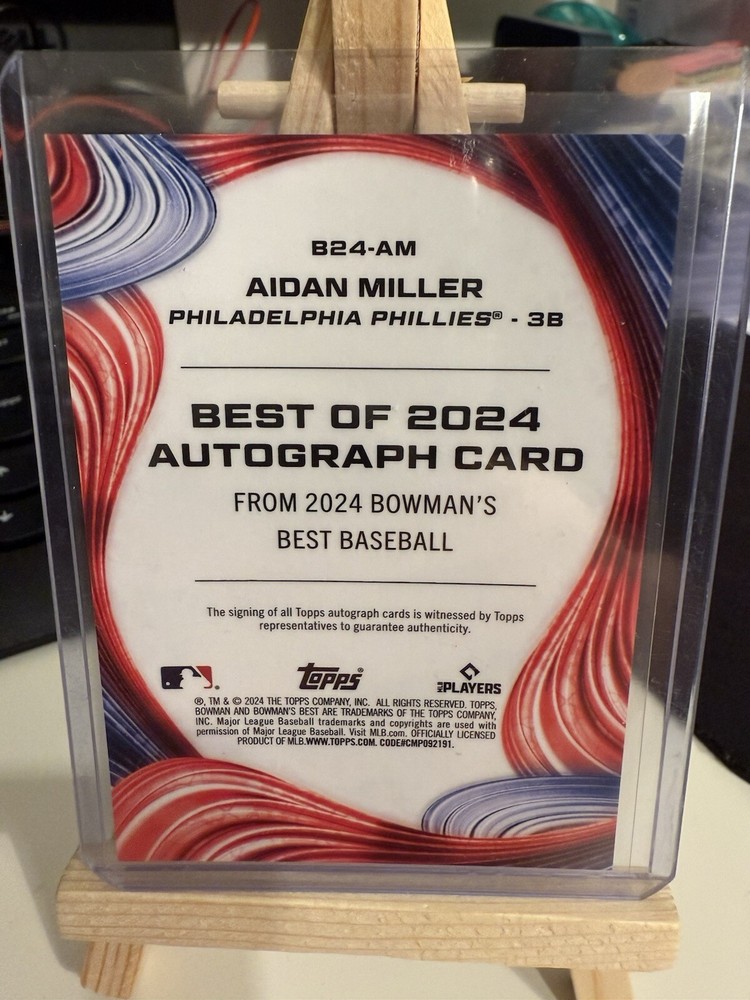 B24-AM
AIDAN MILLER
PHILADELPHIA PHILLIES® - 3B
BEST OF 2024
AUTOGRAPH CARD
FROM 2024 BOWMAN'S
BEST BASEBALL
The signing of all Topps autograph cards is witnessed by Topps
representatives to guarantee authenticity.
topps® MLB PLAYERS
®, TM & © 2024 THE TOPPS COMPANY, INC. ALL RIGHTS RESERVED. TOPPS,
BOWMAN AND BOWMAN'S BEST ARE TRADEMARKS OF THE TOPPS COMPANY,
INC. Major League Baseball trademarks and copyrights are used with
permission of Major League Baseball. Visit MLB.com. OFFICIALLY LICENSED
PRODUCT OF MLB.WWW.TOPPS.COM. CODE#CMP092191.